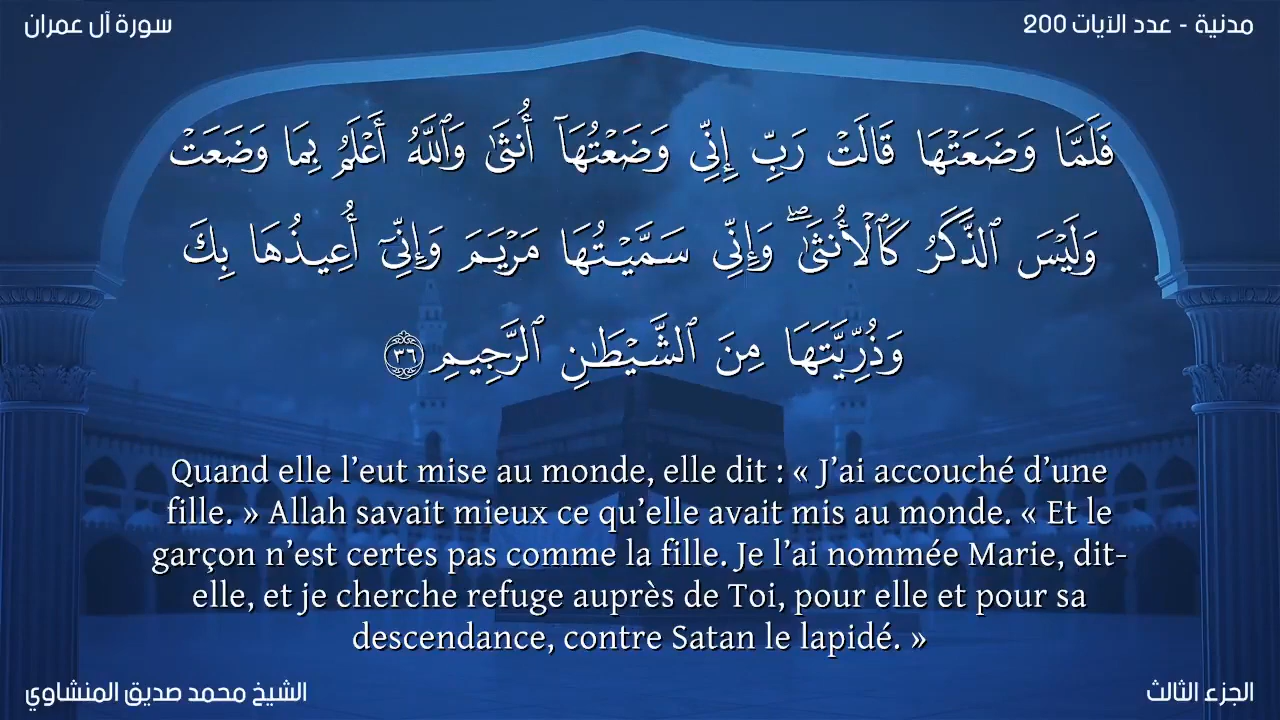 سورة آل عمران
مدنية - عدد الآيات 200
فَلَمَّا وَضَعَتْهَا قَالَتْ رَبِّ إِنِّى وَضَعْتُهَآ أُنثَىٰ وَٱللَّهُ أَعْلَمُ بِمَا وَضَعَتْ
وَلَيْسَ ٱلذَّكَرُ كَٱلْأُنثَىٰ ۖ وَإِنِّى سَمَّيْتُهَا مَرْيَمَ وَإِنِّىٓ أُعِيذُهَا بِكَ
وَذُرِّيَّتَهَا مِنَ ٱلشَّيْطَٰنِ ٱلرَّجِيمِ ٣٦
Quand elle l’eut mise au monde, elle dit : « J’ai accouché d’une
fille. » Allah savait mieux ce qu’elle avait mis au monde. « Et le
garçon n’est certes pas comme la fille. Je l’ai nommée Marie, dit-
elle, et je cherche refuge auprès de Toi, pour elle et pour sa
descendance, contre Satan le lapidé. »
الشيخ محمد صديق المنشاوي
الجزء الثالث